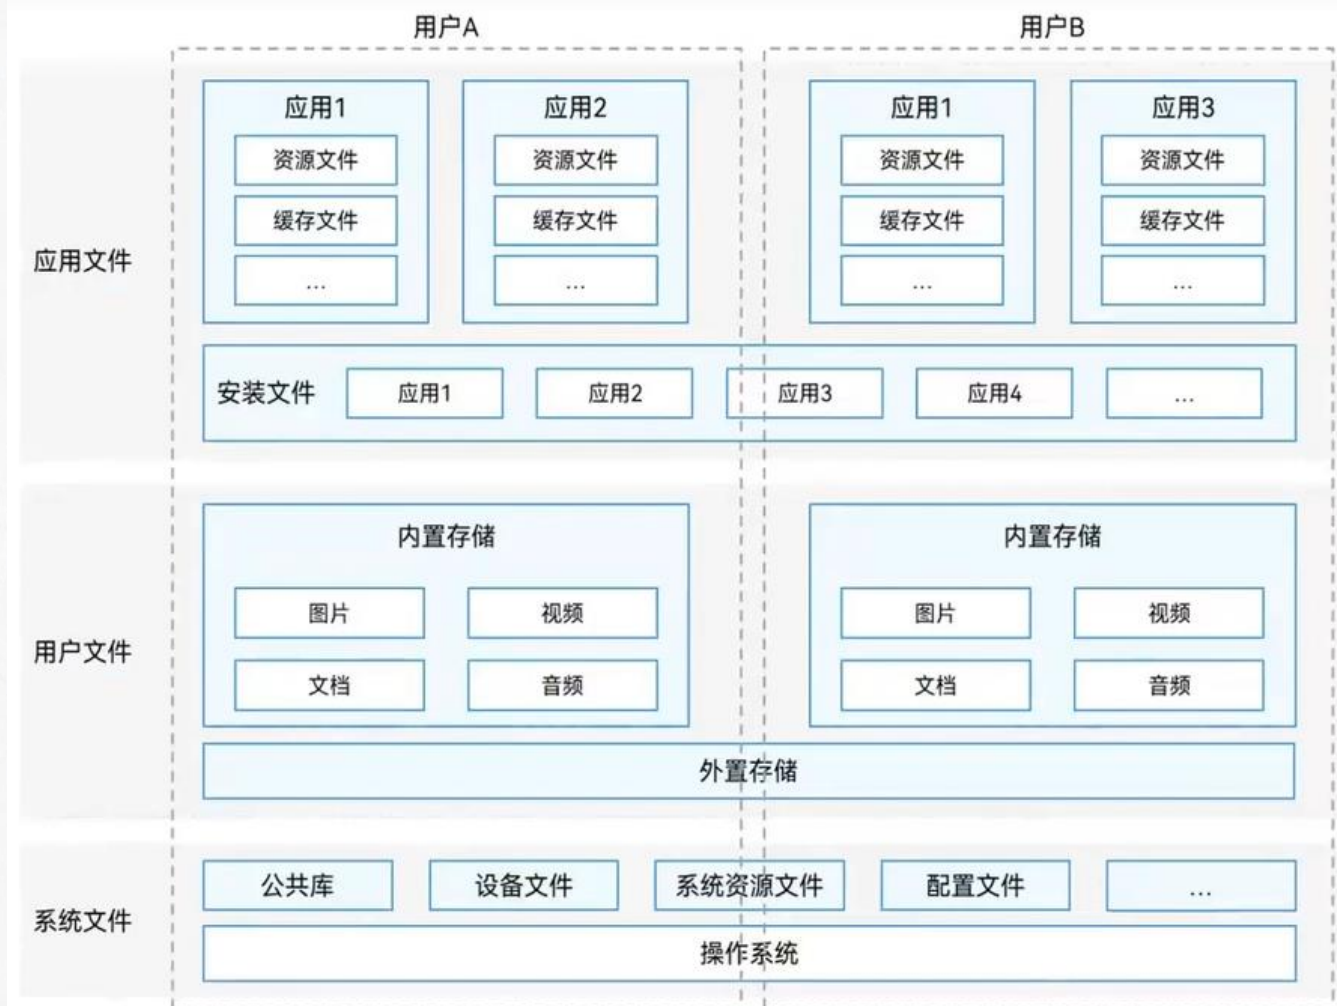 用户A
用户B
应用文件
应用1
资源文件
缓存文件
...
应用2
资源文件
缓存文件
...
应用1
资源文件
缓存文件
...
应用3
资源文件
缓存文件
...
安装文件
应用1
应用2
应用3
应用4
...
用户文件
内置存储
图片
视频
文档
音频
内置存储
图片
视频
文档
音频
外置存储
系统文件
公共库
设备文件
系统资源文件
配置文件
...
操作系统